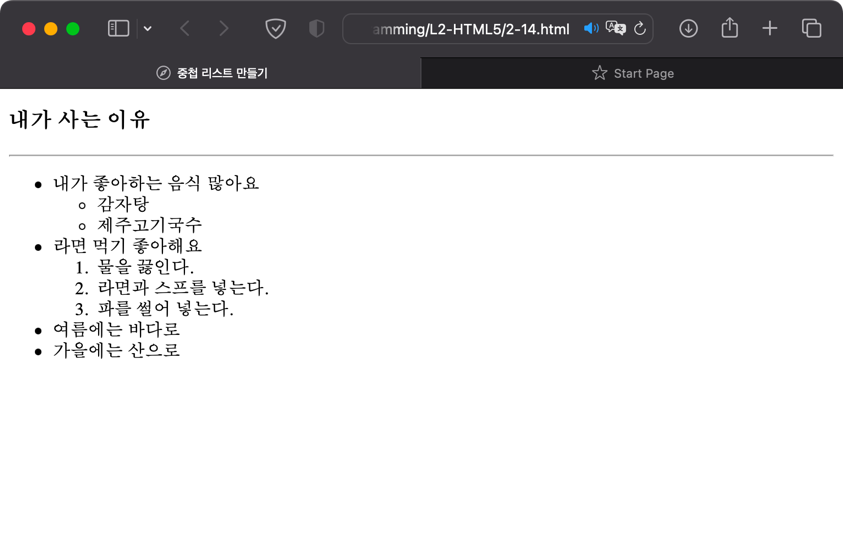 amming/L2-HTML5/2-14.html
중첩 리스트 만들기
Start Page
내가 사는 이유
• 내가 좋아하는 음식 많아요
◦ 감자탕
◦ 제주고기국수
• 라면 먹기 좋아해요
1. 물을 끓인다.
2. 라면과 스프를 넣는다.
3. 파를 썰어 넣는다.
• 여름에는 바다로
• 가을에는 산으로